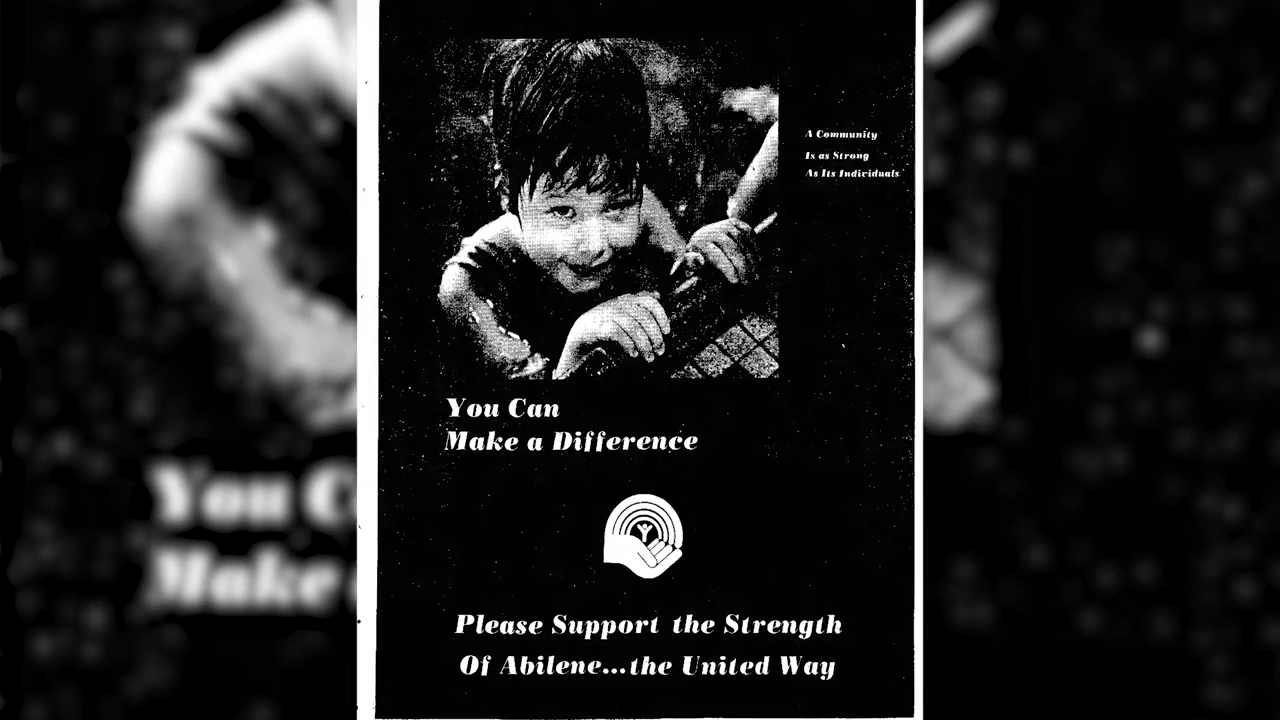 A Community
Is as Strong
As Its Individuals
You Can
Make a Difference
Please Support the Strength
Of Abilene...the United Way